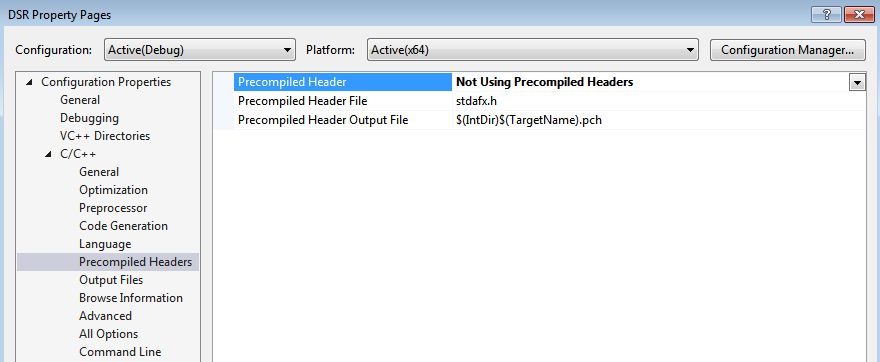 DSR Property Pages
Configuration: Active(Debug) Platform: Active(x64) Configuration Manager...
Configuration Properties
General
Debugging
VC++ Directories
C/C++
General
Optimization
Preprocessor
Code Generation
Language
Precompiled Headers
Output Files
Browse Information
Advanced
All Options
Command Line
Precompiled Header Not Using Precompiled Headers
Precompiled Header File stdafx.h
Precompiled Header Output File $(IntDir)$(TargetName).pch